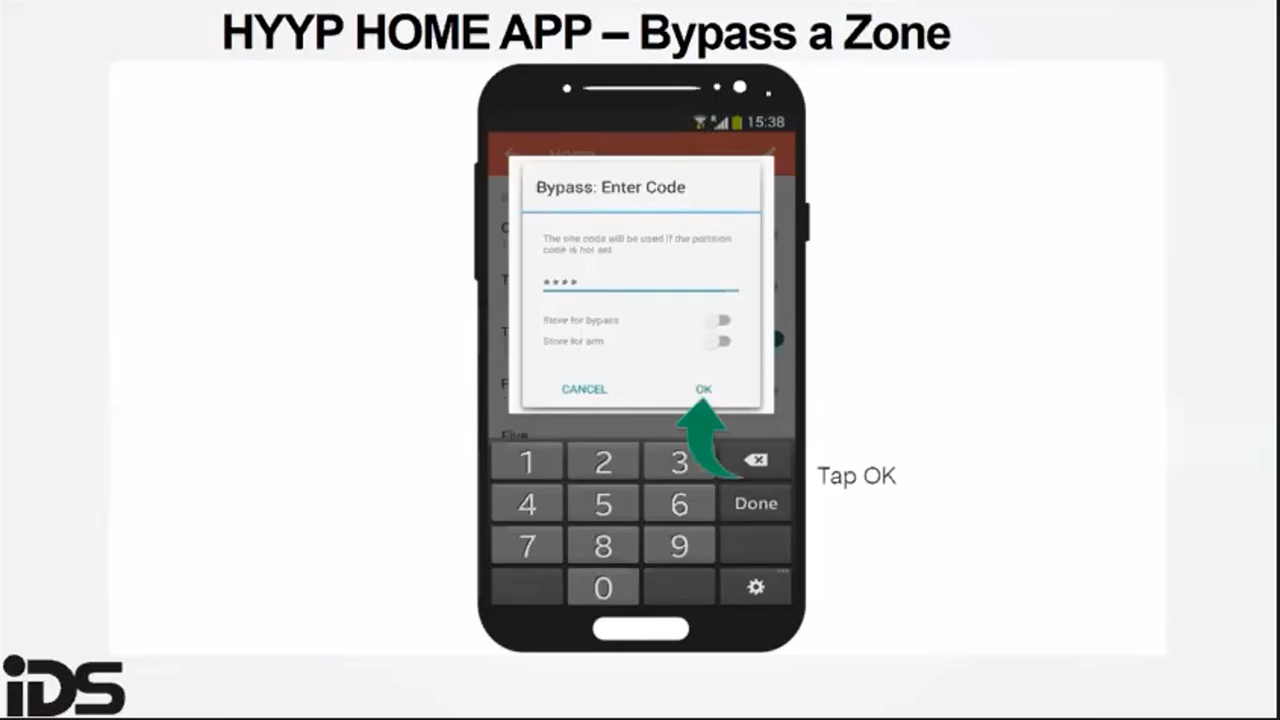 HYYP HOME APP – Bypass a Zone
15:38
Bypass: Enter Code
The site code will be used if the partition
code is not set
****
Store for bypass
Store for arm
CANCEL OK
Five
1 2 3
4 5 6 Done
7 8 9
0
Tap OK
iDS